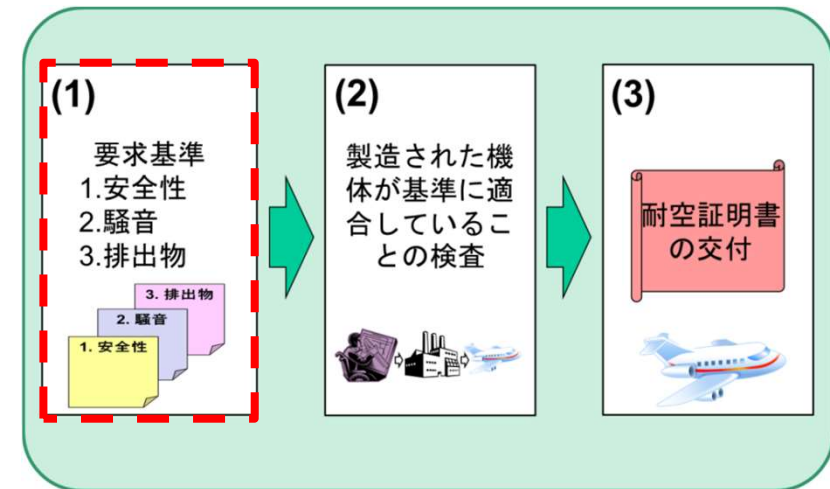 (1)
要求基準
1.安全性
2.騒音
3.排出物
3. 排出物
2. 騒音
1. 安全性
(2)
製造された機
体が基準に適
合しているこ
との検査
(3)
耐空証明書
の交付